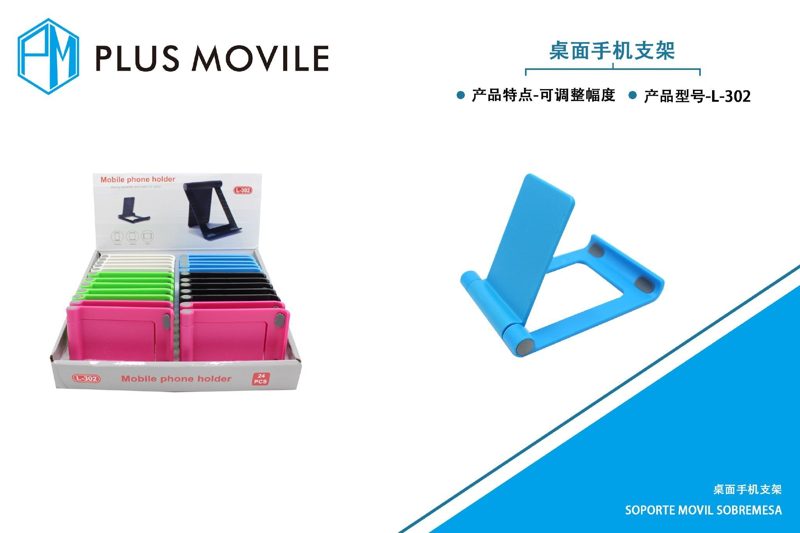 PM
PLUS MOVILE
桌面手机支架
产品特点-可调整幅度
产品型号-L-302
Mobile phone holder
L-302
L-302
Mobile phone holder
24
PCS
桌面手机支架
SOPORTE MOVIL SOBREMESA